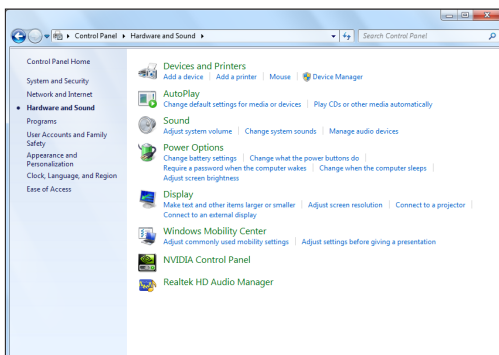 Control Panel ▸ Hardware and Sound ▸
Search Control Panel
Control Panel Home
System and Security
Network and Internet
Hardware and Sound
Programs
User Accounts and Family
Safety
Appearance and
Personalization
Clock, Language, and Region
Ease of Access
Devices and Printers
Add a device | Add a printer | Mouse | Device Manager
AutoPlay
Change default settings for media or devices | Play CDs or other media automatically
Sound
Adjust system volume | Change system sounds | Manage audio devices
Power Options
Change battery settings | Change what the power buttons do |
Require a password when the computer wakes | Change when the computer sleeps |
Adjust screen brightness
Display
Make text and other items larger or smaller | Adjust screen resolution | Connect to a projector |
Connect to an external display
Windows Mobility Center
Adjust commonly used mobility settings | Adjust settings before giving a presentation
NVIDIA Control Panel
Realtek HD Audio Manager